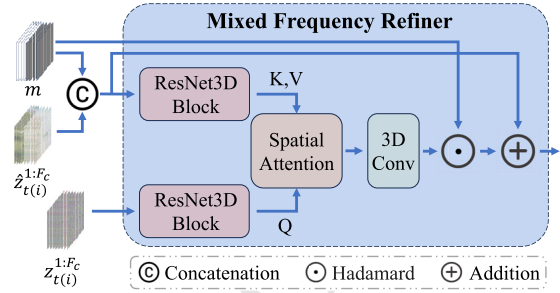 Mixed Frequency Refiner
m
C
ẑ_{t(i)}^{1:F_c}
z_{t(i)}^{1:F_c}
ResNet3D
Block
K,V
Spatial
Attention
3D
Conv
ResNet3D
Block
Q
C Concatenation
Hadamard
Addition